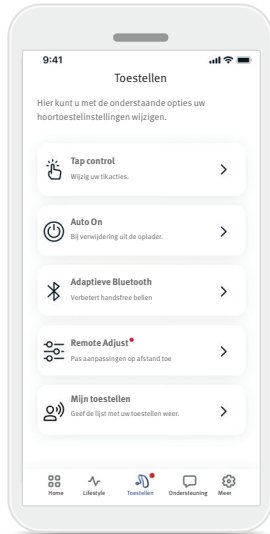 9:41
Toestellen
Hier kunt u met de onderstaande opties uw
hoortoestelinstellingen wijzigen.
Tap control
Wijzig uw tikacties.
Auto On
Bij verwijdering uit de oplader.
Adaptieve Bluetooth
Verbetert handsfree bellen
Remote Adjust
Pas aanpassingen op afstand toe
Mijn toestellen
Geef de lijst met uw toestellen weer.
Home Lifestyle Toestellen Ondersteuning Meer